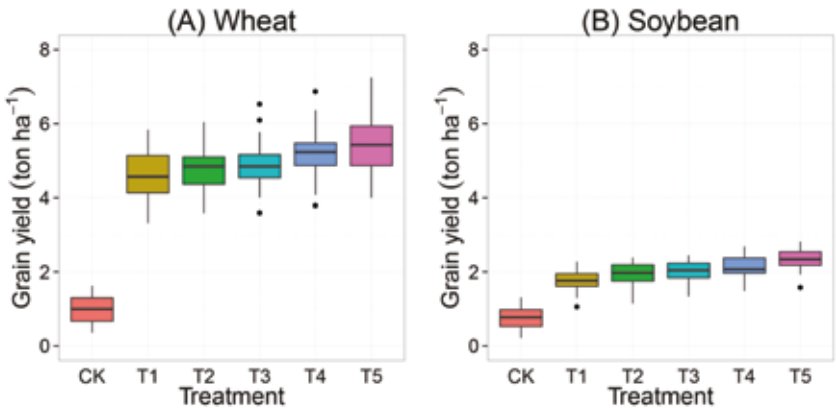 (A) Wheat
Grain yield (ton ha⁻¹)
8
6
4
2
0
CK T1 T2 T3 T4 T5
Treatment
(B) Soybean
Grain yield (ton ha⁻¹)
8
6
4
2
0
CK T1 T2 T3 T4 T5
Treatment